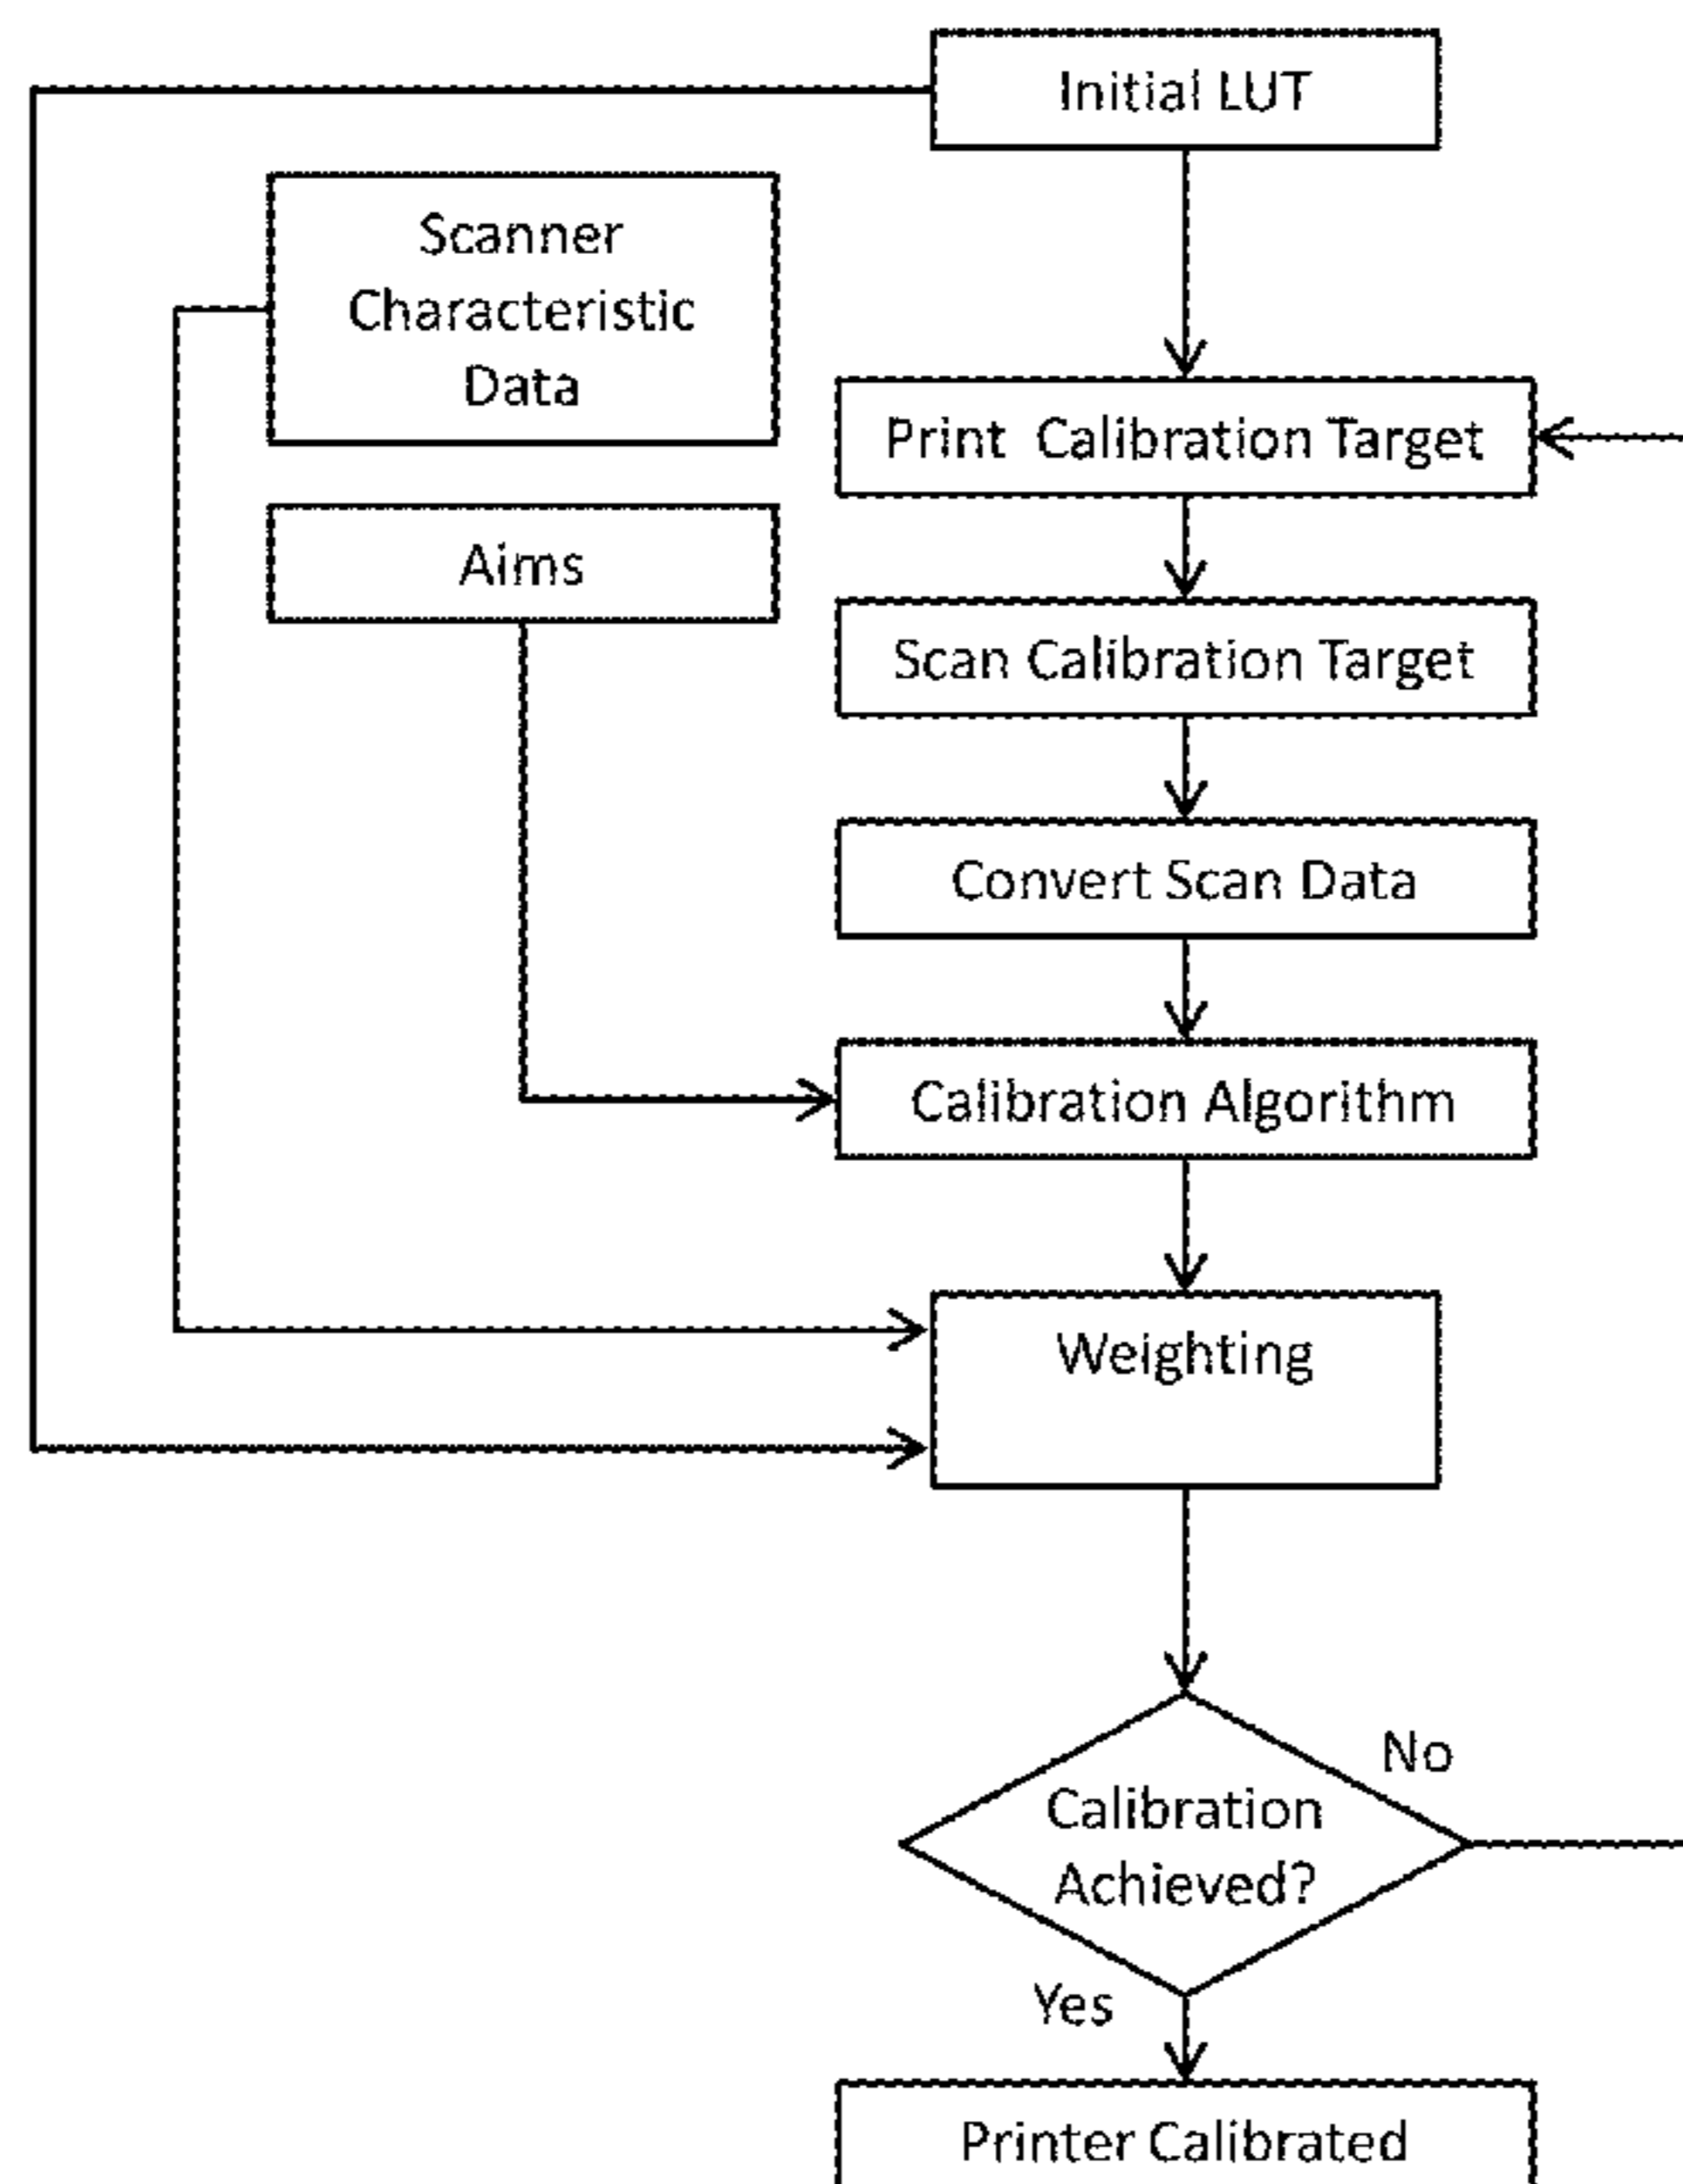 Initial LUT
Scanner
Characteristic
Data
Print Calibration Target
Aims
Scan Calibration Target
Convert Scan Data
Calibration Algorithm
Weighting
No
Calibration
Achieved?
Yes
Printer Calibrated